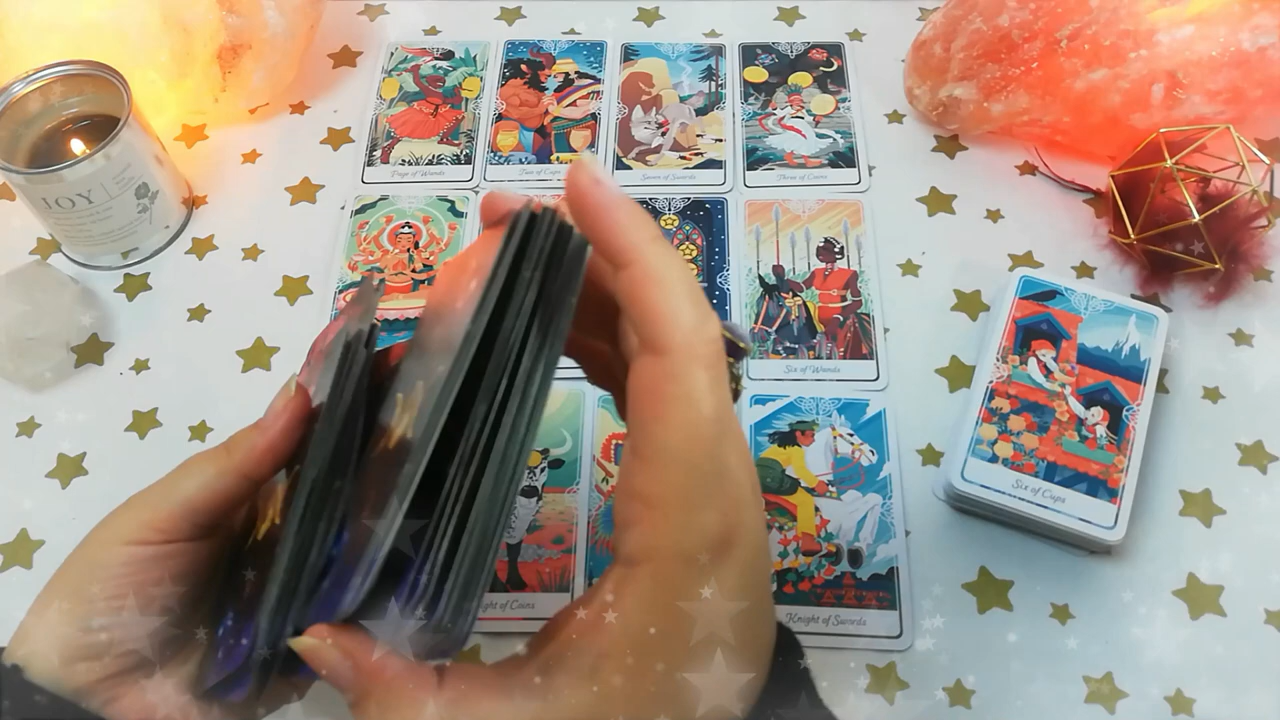 JOY
Page of Wands
Two of Cups
Seven of Swords
Three of Coins
Six of Wands
Six of Cups
ght of Coins
Knight of Swords